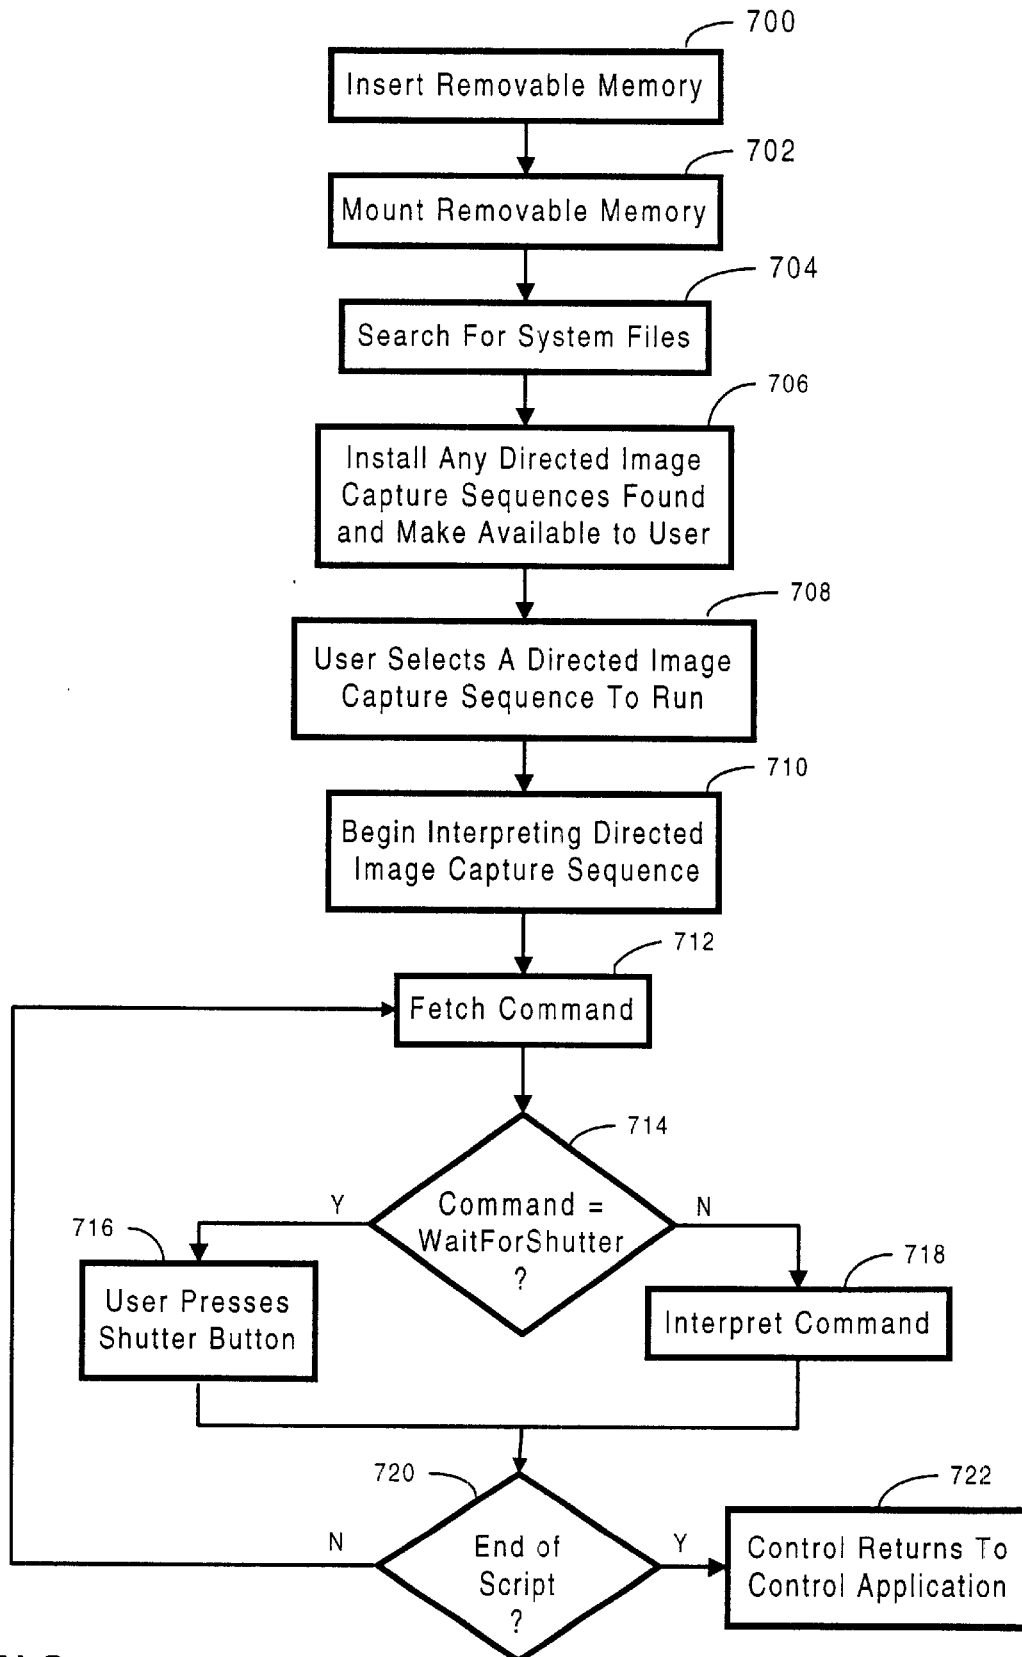 700
Insert Removable Memory
702
Mount Removable Memory
704
Search For System Files
706
Install Any Directed Image
Capture Sequences Found
and Make Available to User
708
User Selects A Directed Image
Capture Sequence To Run
710
Begin Interpreting Directed
Image Capture Sequence
712
Fetch Command
714
Command =
WaitForShutter
?
Y
N
716
User Presses
Shutter Button
718
Interpret Command
720
End of
Script
?
N
Y
722
Control Returns To
Control Application